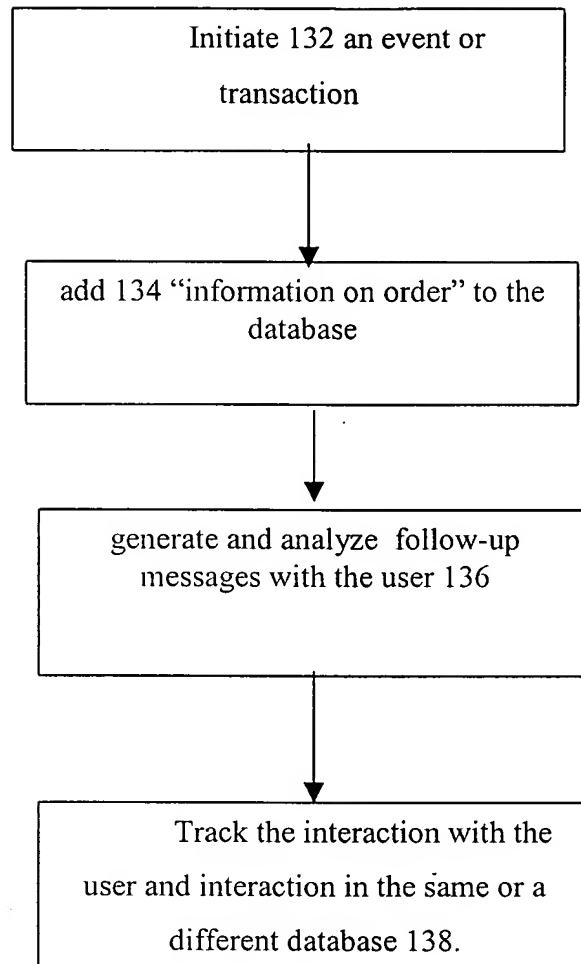 Initiate 132 an event or
transaction
add 134 “information on order” to the
database
generate and analyze follow-up
messages with the user 136
Track the interaction with the
user and interaction in the same or a
different database 138.